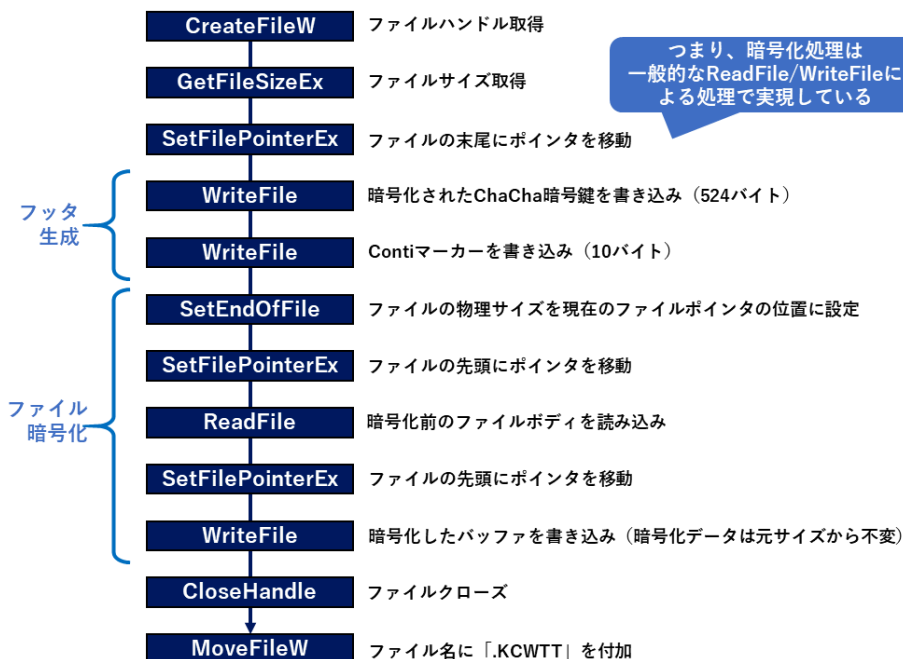 CreateFileW ファイルハンドル取得
つまり、暗号化処理は
一般的なReadFile/WriteFileに
よる処理で実現している
GetFileSizeEx ファイルサイズ取得
SetFilePointerEx ファイルの末尾にポインタを移動
フッタ
生成
WriteFile 暗号化されたChaCha暗号鍵を書き込み（524バイト）
WriteFile Contiマーカーを書き込み（10バイト）
ファイル
暗号化
SetEndOfFile ファイルの物理サイズを現在のファイルポインタの位置に設定
SetFilePointerEx ファイルの先頭にポインタを移動
ReadFile 暗号化前のファイルボディを読み込み
SetFilePointerEx ファイルの先頭にポインタを移動
WriteFile 暗号化したバッファを書き込み（暗号化データは元サイズから不変）
CloseHandle ファイルクローズ
MoveFileW ファイル名に「.KCWTT」を付加